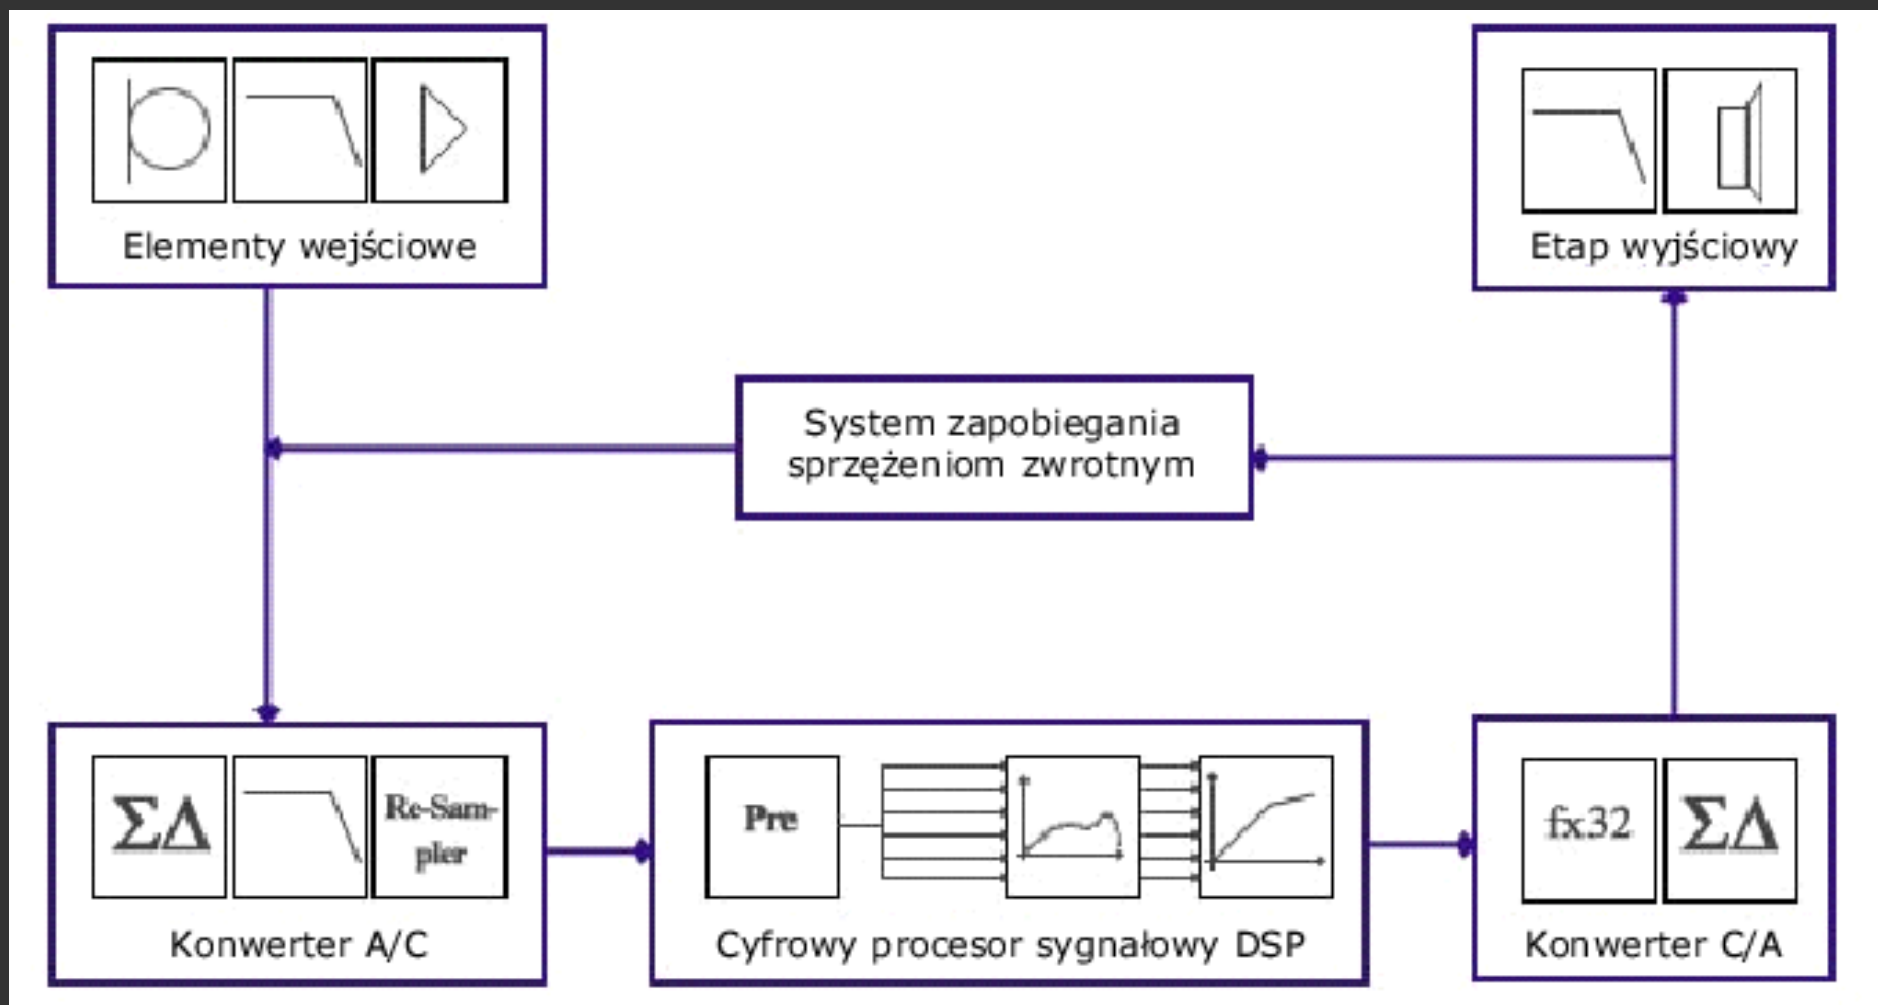 Elementy wejściowe
Etap wyjściowy
System zapobiegania
sprzężeniom zwrotnym
ΣΔ
Re-Sam-
pler
Konwerter A/C
Pre
Cyfrowy procesor sygnałowy DSP
fx32
ΣΔ
Konwerter C/A